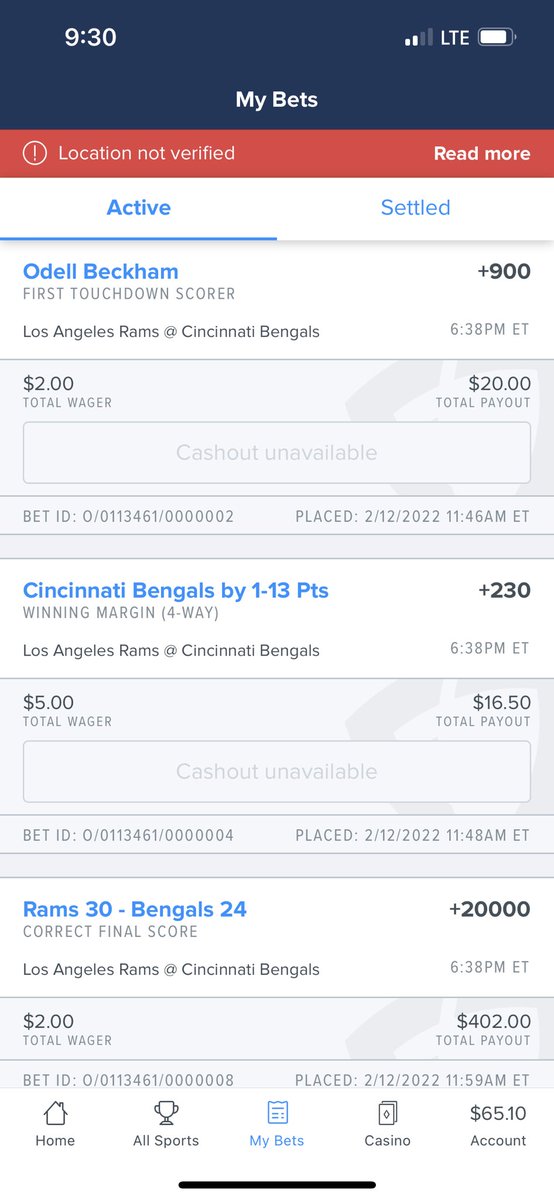 9:30 LTE
My Bets
Location not verified Read more
Active Settled
Odell Beckham +900
FIRST TOUCHDOWN SCORER
Los Angeles Rams @ Cincinnati Bengals 6:38PM ET
$2.00 $20.00
TOTAL WAGER TOTAL PAYOUT
Cashout unavailable
BET ID: O/0113461/0000002 PLACED: 2/12/2022 11:46AM ET
Cincinnati Bengals by 1-13 Pts +230
WINNING MARGIN (4-WAY)
Los Angeles Rams @ Cincinnati Bengals 6:38PM ET
$5.00 $16.50
TOTAL WAGER TOTAL PAYOUT
Cashout unavailable
BET ID: O/0113461/0000004 PLACED: 2/12/2022 11:48AM ET
Rams 30 - Bengals 24 +20000
CORRECT FINAL SCORE
Los Angeles Rams @ Cincinnati Bengals 6:38PM ET
$2.00 $402.00
TOTAL WAGER TOTAL PAYOUT
BET ID: O/0113461/0000008 PLACED: 2/12/2022 11:59AM ET
$65.10
Home All Sports My Bets Casino Account